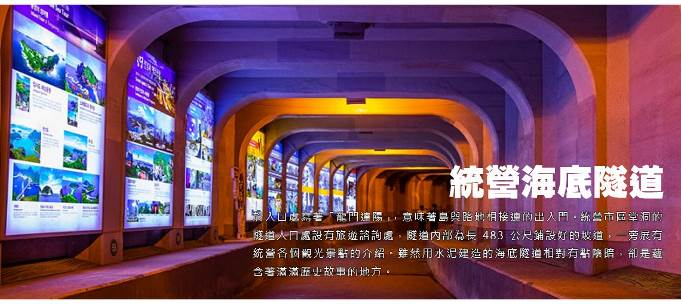 統營海底隧道
入口處寫著「龍門達陽」，意味著島與陸地相接連的出入門。統營市區堂洞的
隧道入口處設有旅遊諮詢處，隧道內部為長 483 公尺鋪設好的坡道，一旁展有
統營各個觀光景點的介紹。雖然用水泥建造的海底隧道相對有點陰暗，卻是蘊
含著滿滿歷史故事的地方。